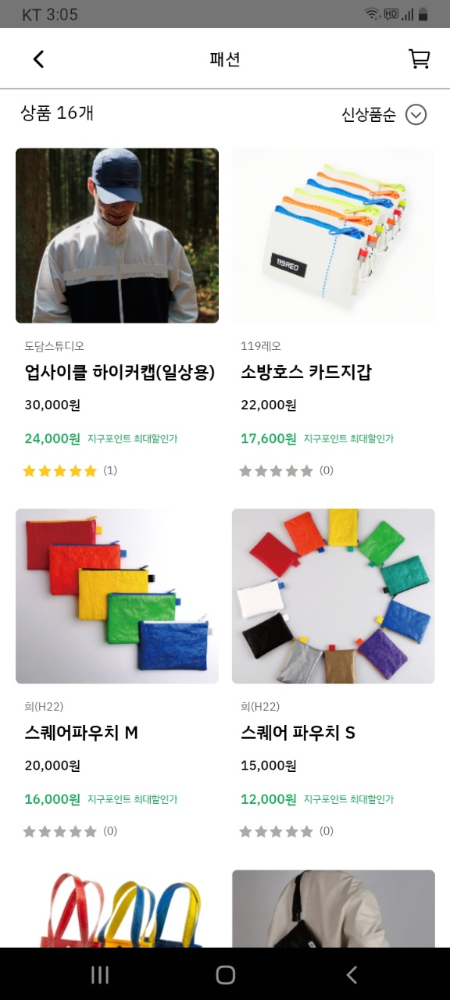 KT 3:05
HD
패션
상품 16개
신상품순
119REO
도담스튜디오
업사이클 하이커캡(일상용)
30,000원
24,000원 지구포인트 최대할인가
(1)
119레오
소방호스 카드지갑
22,000원
17,600원 지구포인트 최대할인가
(0)
희(H22)
스퀘어파우치 M
20,000원
16,000원 지구포인트 최대할인가
(0)
희(H22)
스퀘어 파우치 S
15,000원
12,000원 지구포인트 최대할인가
(0)